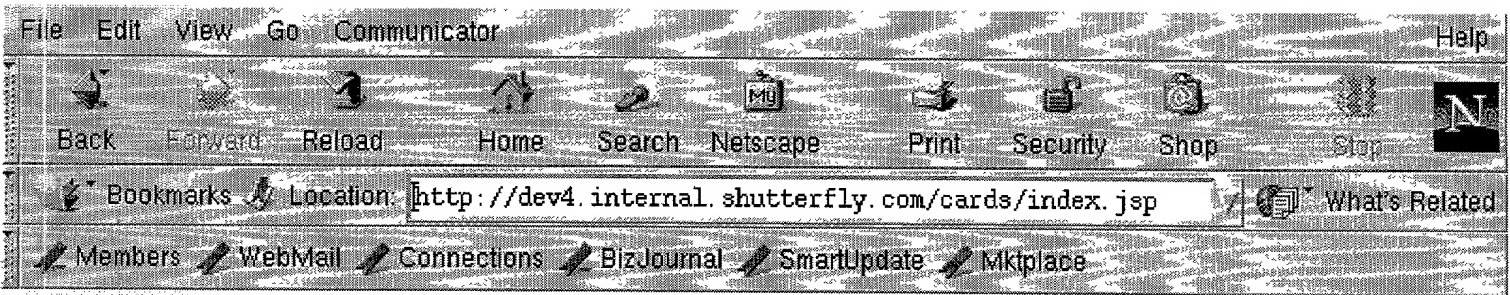 File Edit View Go Communicator Help
My N
Back Forward Reload Home Search Netscape Print Security Shop Stop
Bookmarks Location: http://dev4.internal.shutterfly.com/cards/index.jsp What's Related
Members WebMail Connections BizJournal SmartUpdate Mktplace